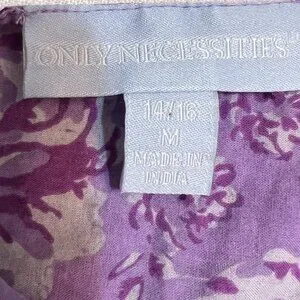 ONLY NECESSITIES
14/16
M
MADE IN
INDIA